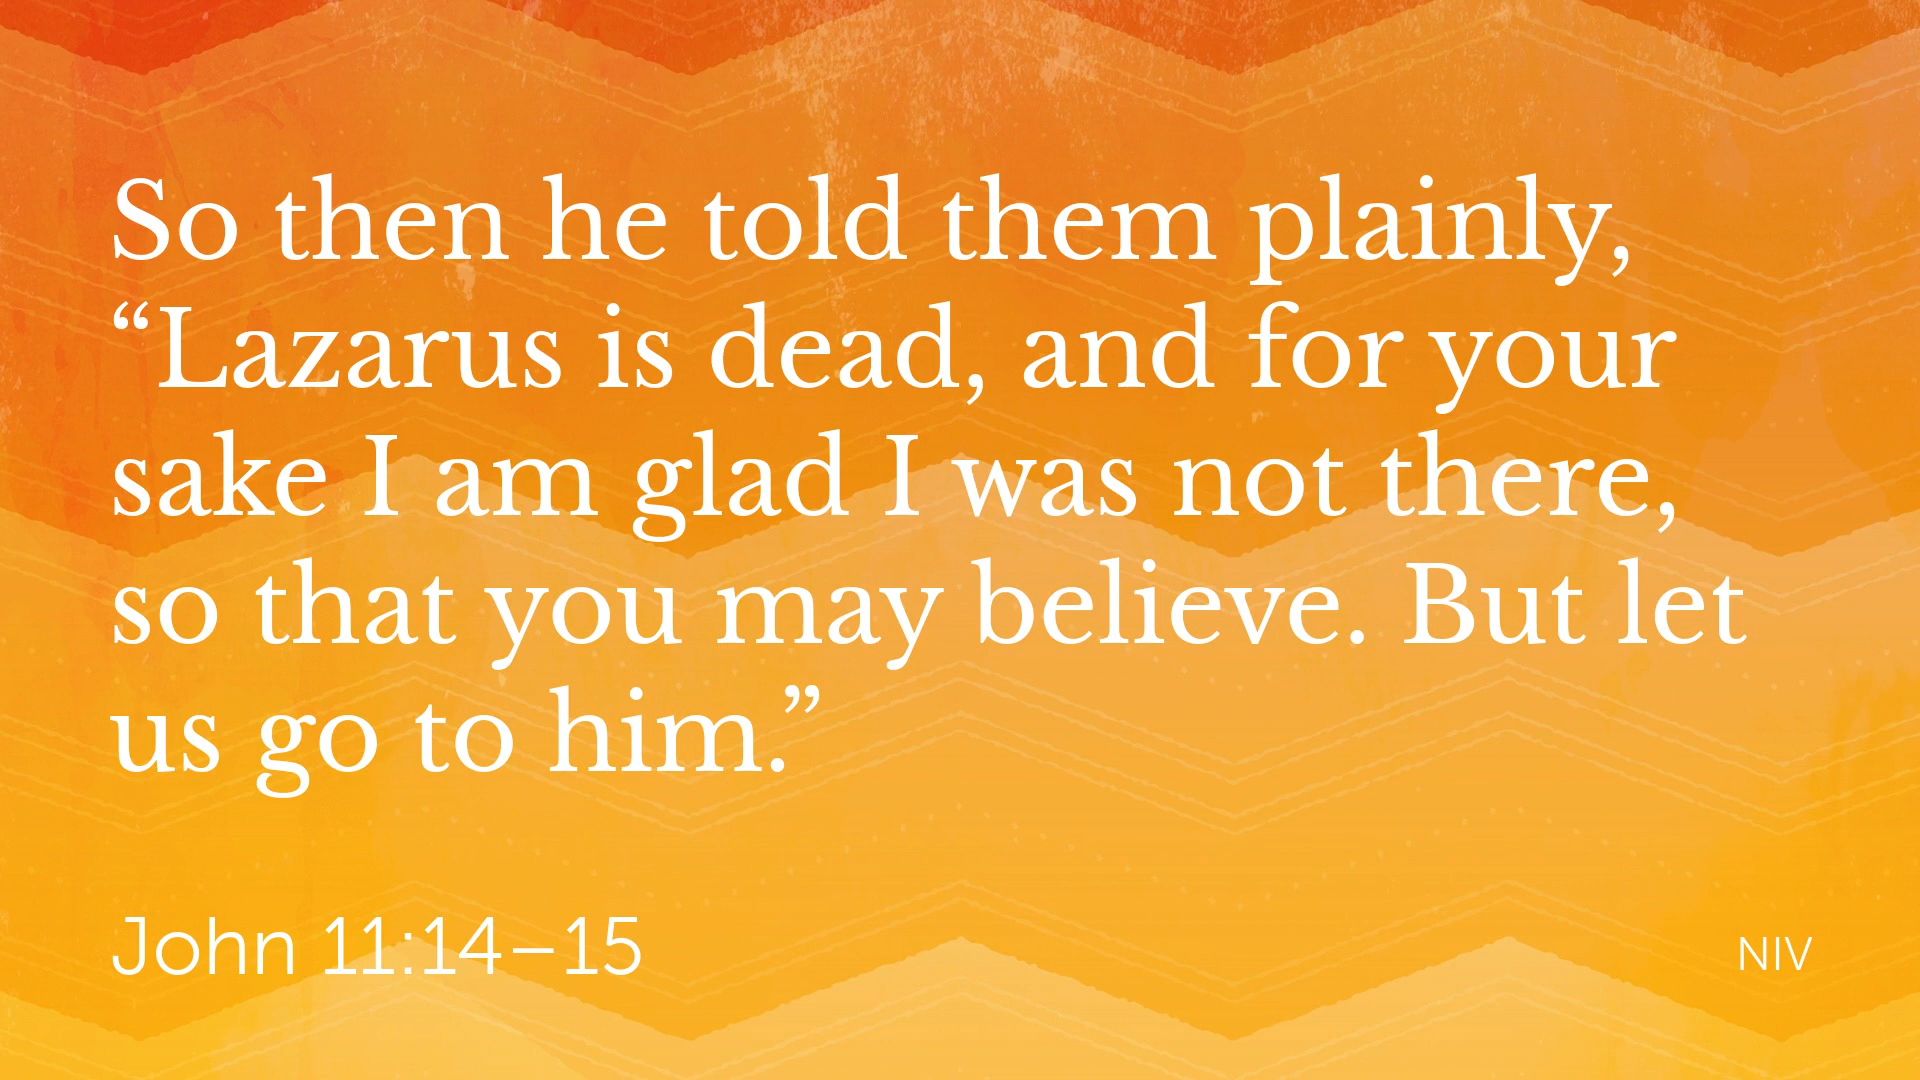 So then he told them plainly,
“Lazarus is dead, and for your
sake I am glad I was not there,
so that you may believe. But let
us go to him.”
John 11:14–15
NIV